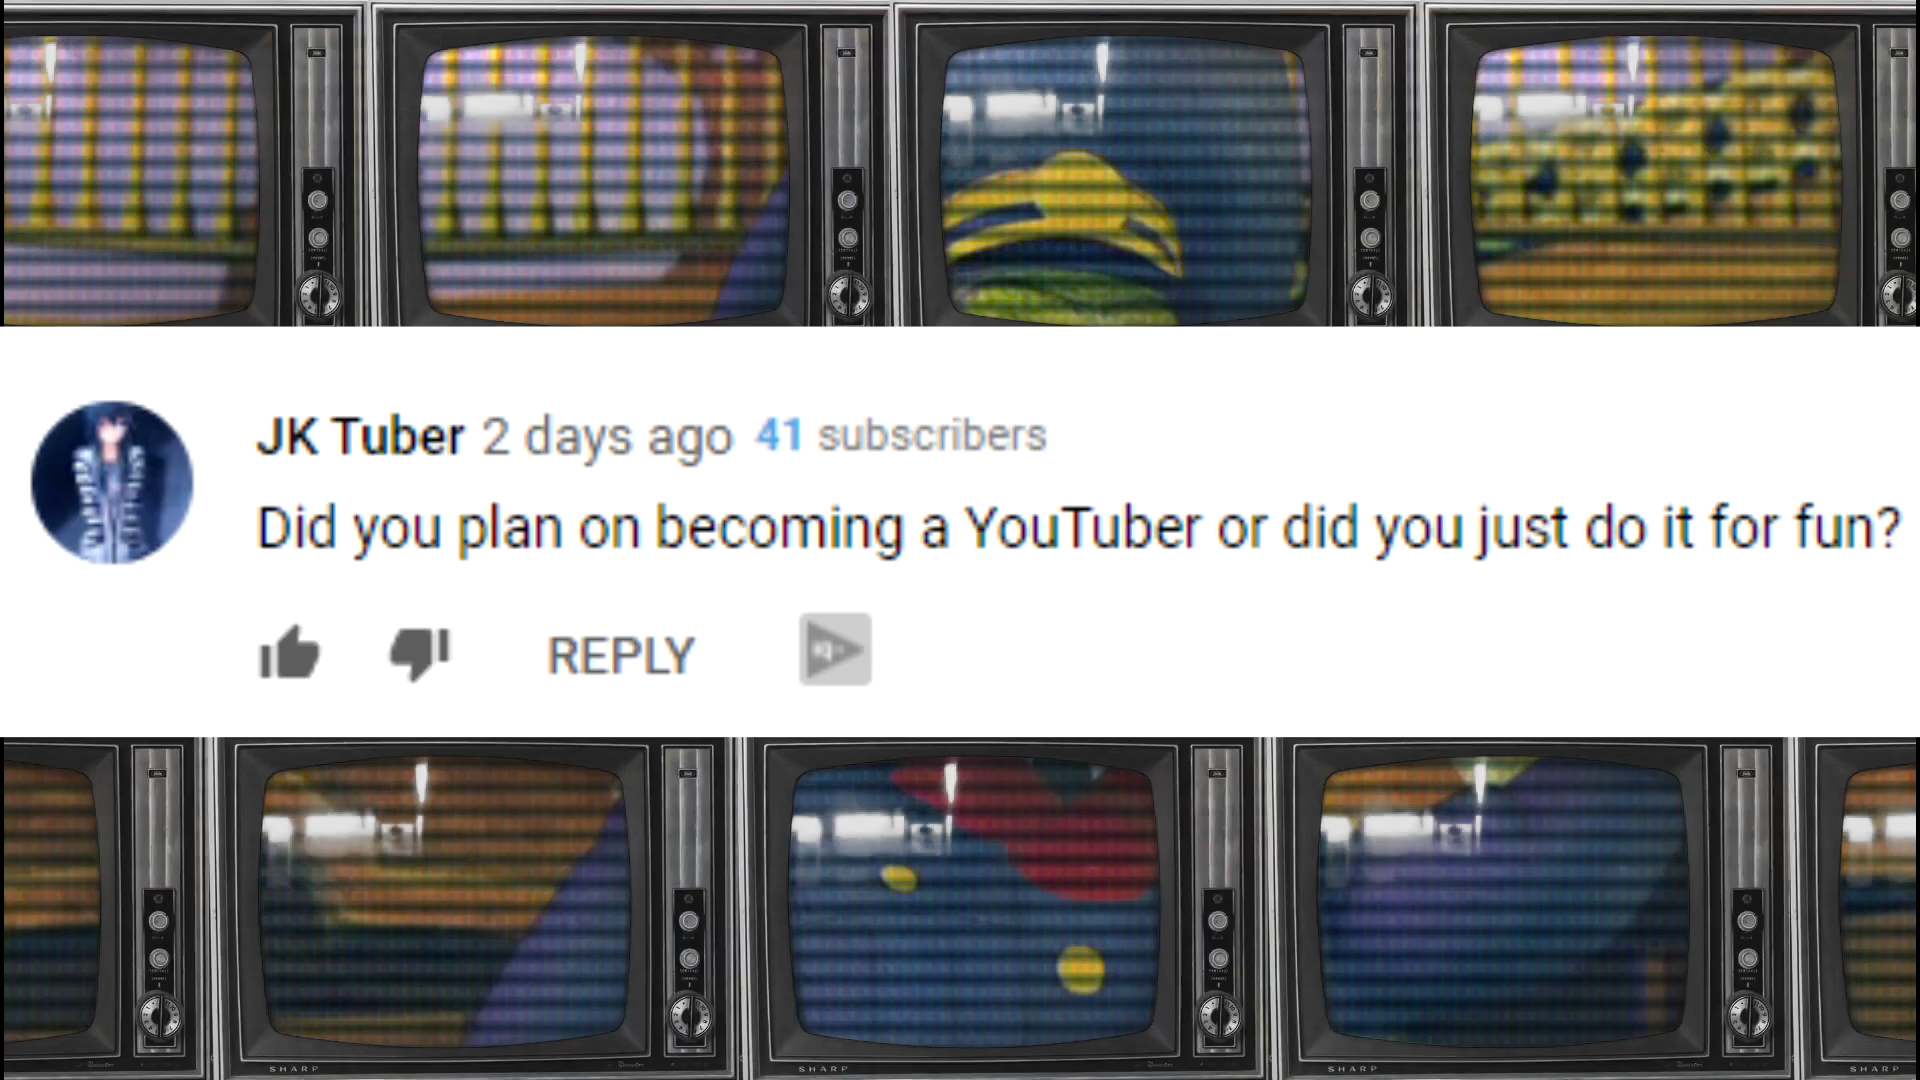 JK Tuber 2 days ago 41 subscribers
Did you plan on becoming a YouTuber or did you just do it for fun?
REPLY
SHARP
SHARP
SHARP
SHARP